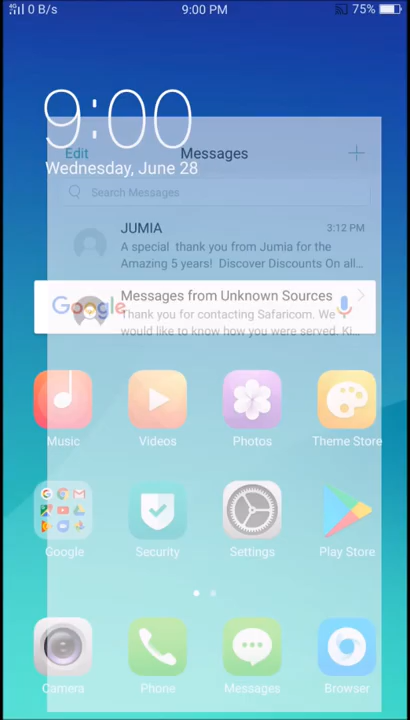 4G 0 B/s 9:00 PM 75%
9:00
Edit Messages +
Wednesday, June 28
Search Messages
JUMIA 3:12 PM
A special thank you from Jumia for the
Amazing 5 years! Discover Discounts On all...
Google
Messages from Unknown Sources
Thank you for contacting Safaricom. We
would like to know how you were served. Ki...
Music Videos Photos Theme Store
Google Security Settings Play Store
Camera Phone Messages Browser